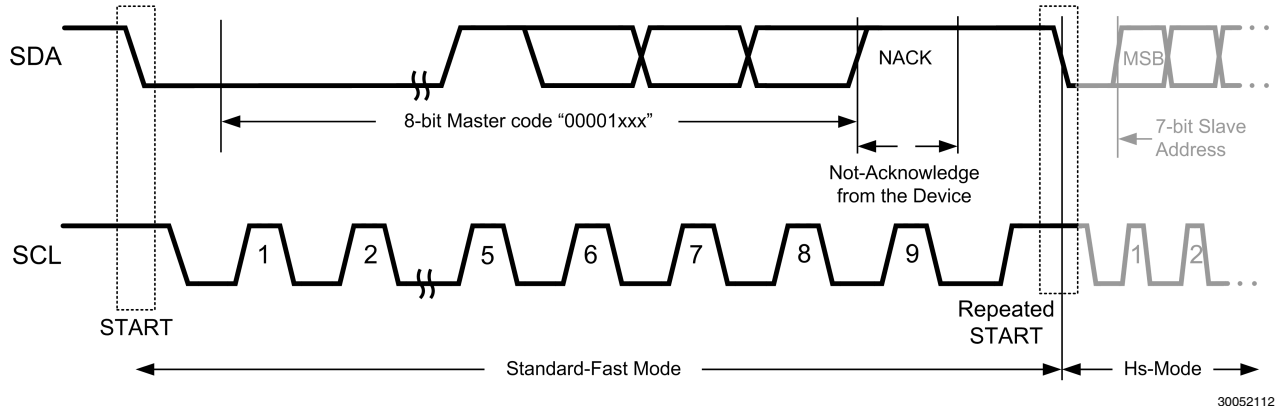 SDA
NACK
MSB
8-bit Master code “00001xxx”
7-bit Slave
Address
Not-Acknowledge
from the Device
SCL
1
2
5
6
7
8
9
1
2
START
Repeated
START
Standard-Fast Mode
Hs-Mode
30052112